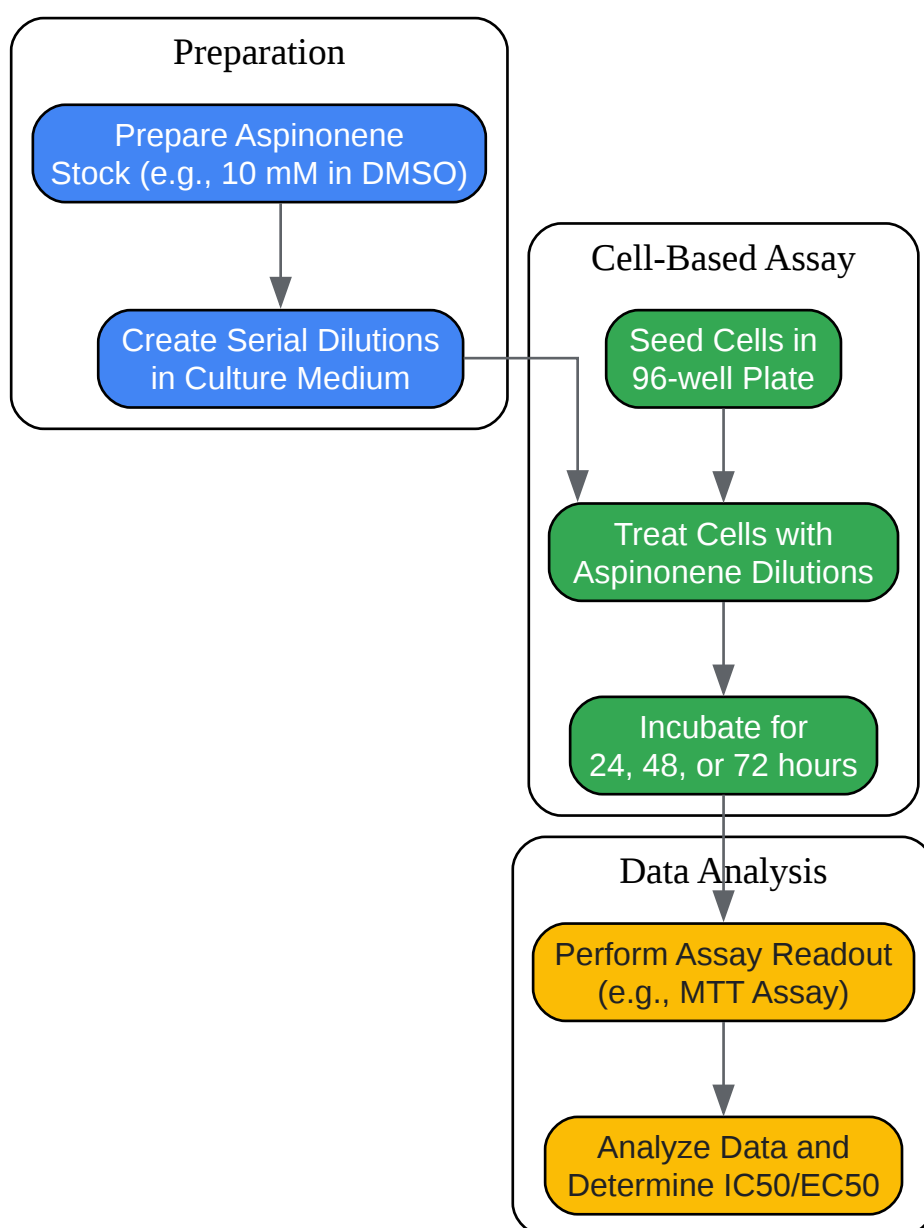 Preparation
Prepare Aspinonene
Stock (e.g., 10 mM in DMSO)
Create Serial Dilutions
in Culture Medium
Cell-Based Assay
Seed Cells in
96-well Plate
Treat Cells with
Aspinonene Dilutions
Incubate for
24, 48, or 72 hours
Data Analysis
Perform Assay Readout
(e.g., MTT Assay)
Analyze Data and
Determine IC50/EC50